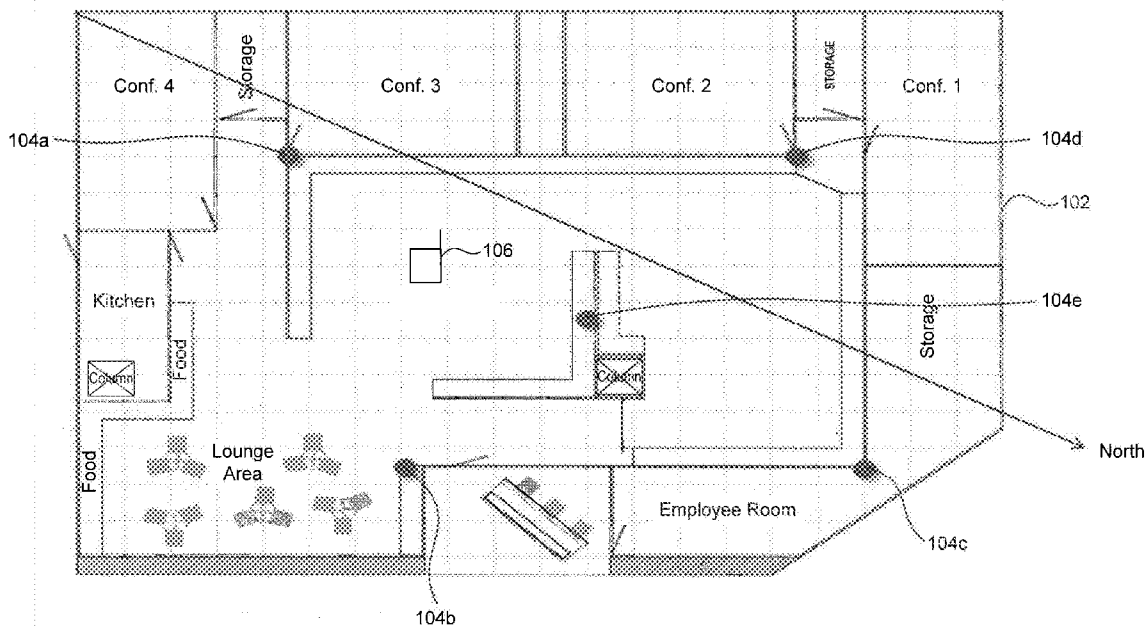 Conf. 4
Storage
Conf. 3
Conf. 2
STORAGE
Conf. 1
104a
104d
102
106
Kitchen
104e
Food
Storage
Column
Column
North
Food
Lounge
Area
Employee Room
104c
104b